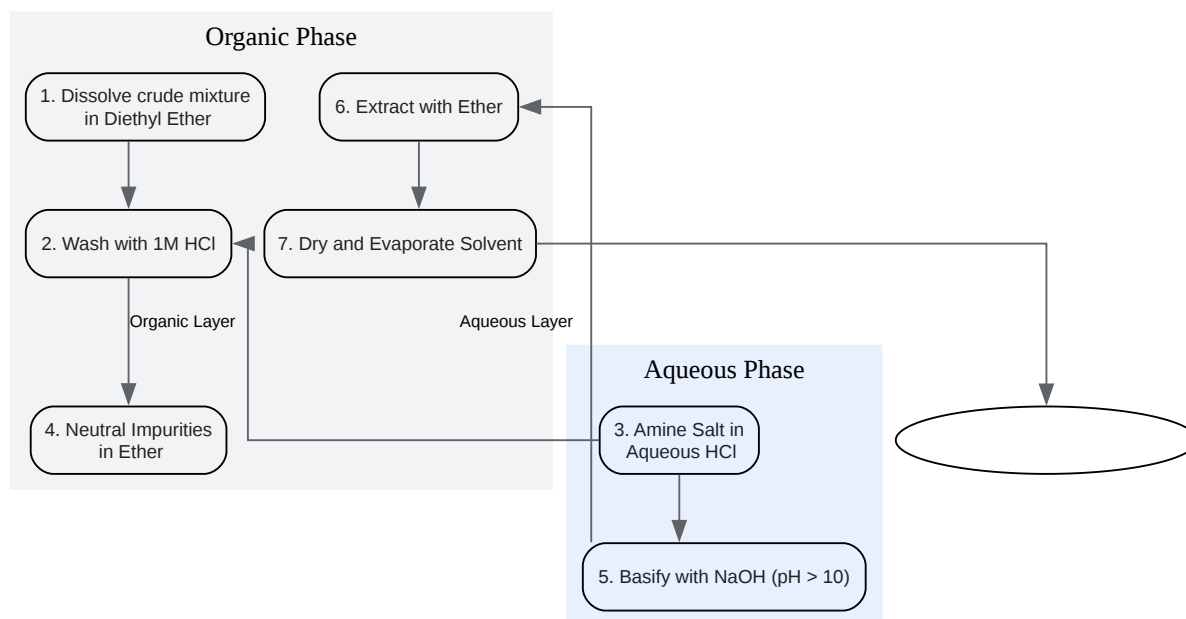 Organic Phase
1. Dissolve crude mixture
in Diethyl Ether
6. Extract with Ether
2. Wash with 1M HCl
7. Dry and Evaporate Solvent
Organic Layer
Aqueous Layer
Aqueous Phase
4. Neutral Impurities
in Ether
3. Amine Salt in
Aqueous HCl
5. Basify with NaOH (pH > 10)